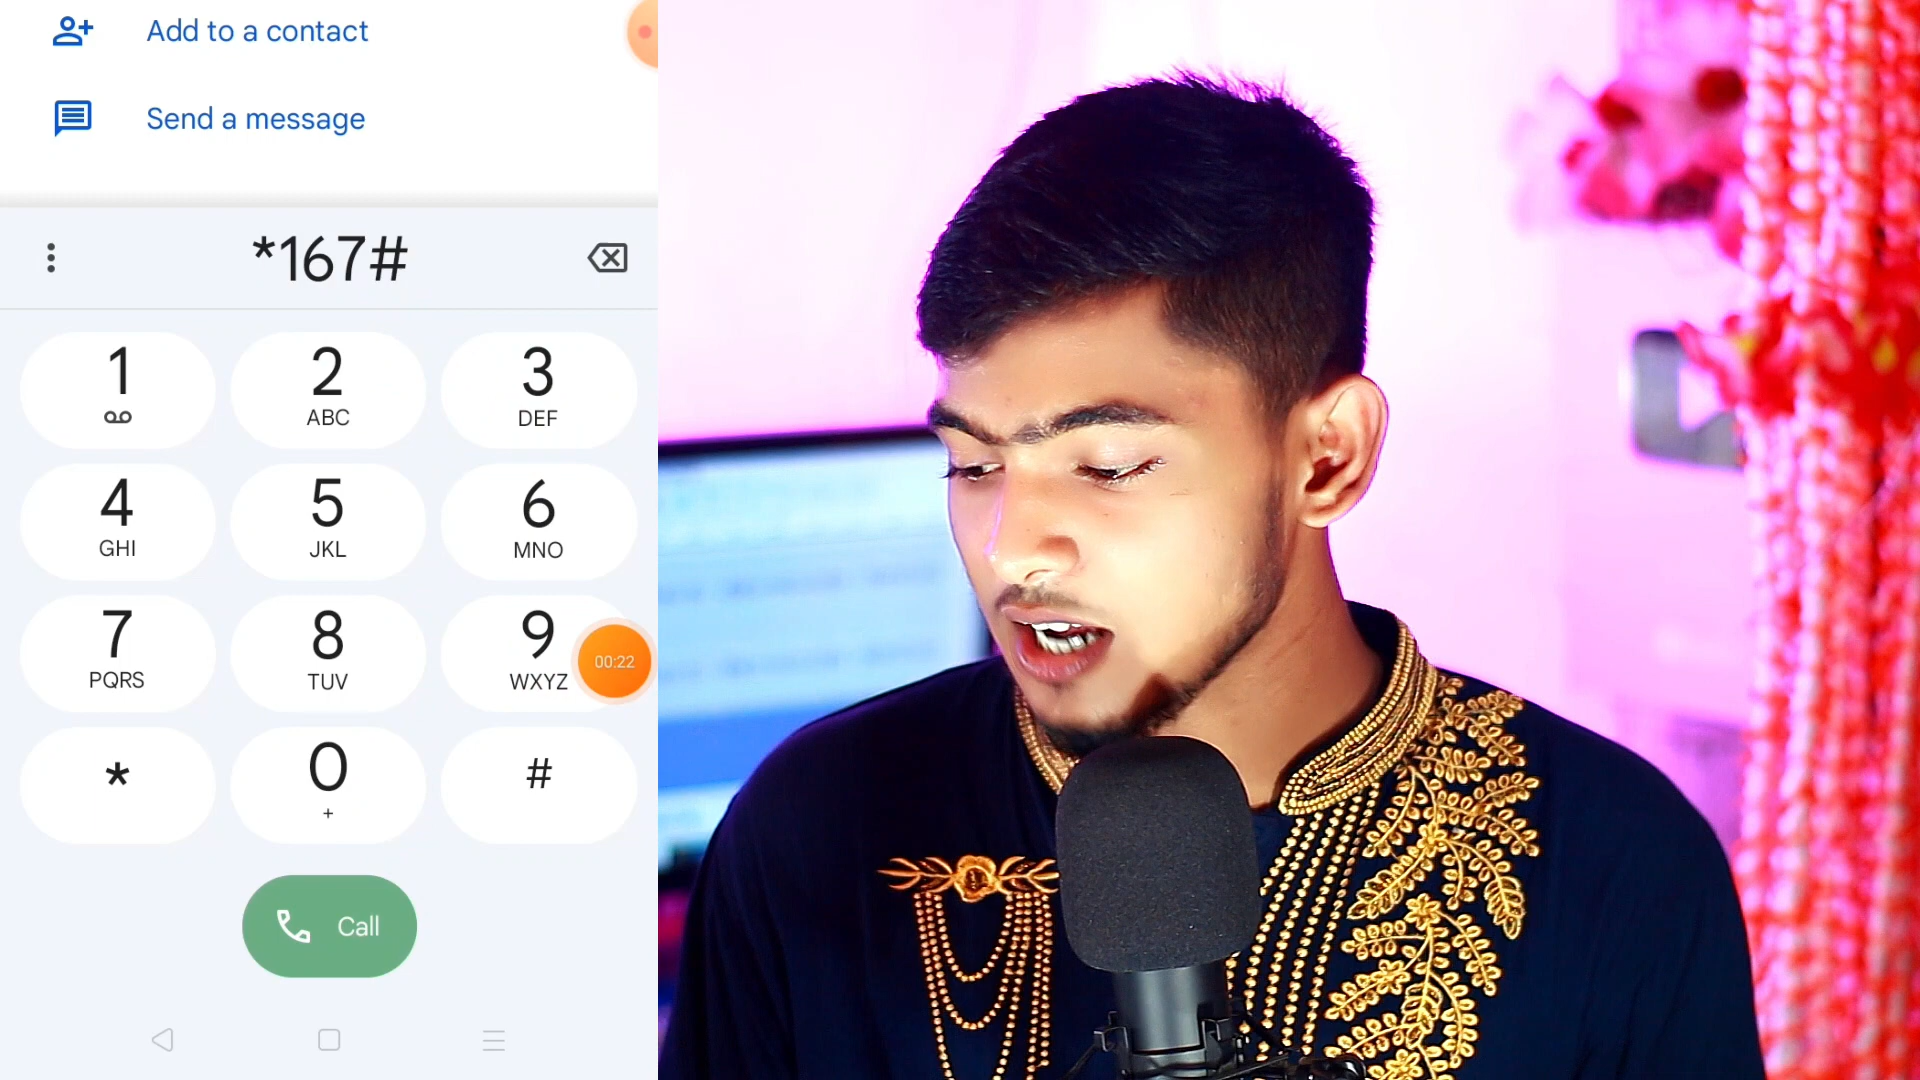 Add to a contact
Send a message
*167#
1
2
ABC
3
DEF
4
GHI
5
JKL
6
MNO
7
PQRS
8
TUV
9
WXYZ
00:22
*
0
+
#
Call